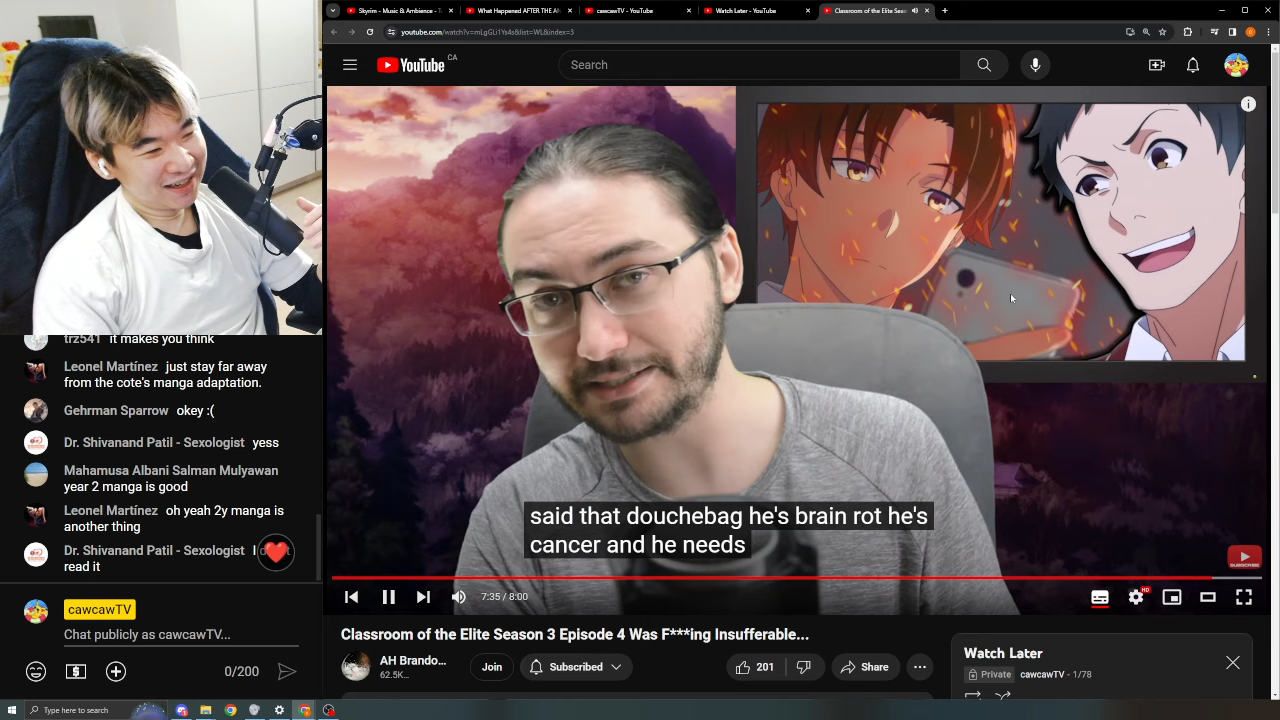 Skyrim - Music & Ambience - T
What Happened AFTER THE A
cawcawTV - YouTube
Watch Later - YouTube
Classroom of the Elite Seas
youtube.com/watch?v=mLgGLi1Ys4s&list=WL&index=3
YouTube
CA
Search
trz541 it makes you think
Leonel Martínez just stay far away
from the cote's manga adaptation.
Gehrman Sparrow okey :(
Dr. Shivanand Patil - Sexologist yess
Mahamusa Albani Salman Mulyawan
year 2 manga is good
Leonel Martínez oh yeah 2y manga is
another thing
Dr. Shivanand Patil - Sexologist I
read it
cawcawTV
Chat publicly as cawcawTV...
0/200
said that douchebag he's brain rot he's
cancer and he needs
SUBSCRIBE
7:35 / 8:00
HD
Classroom of the Elite Season 3 Episode 4 Was F***ing Insufferable...
AH Brando...
62.5K...
Join
Subscribed
201
Share
Watch Later
Private cawcawTV - 1/78
Type here to search